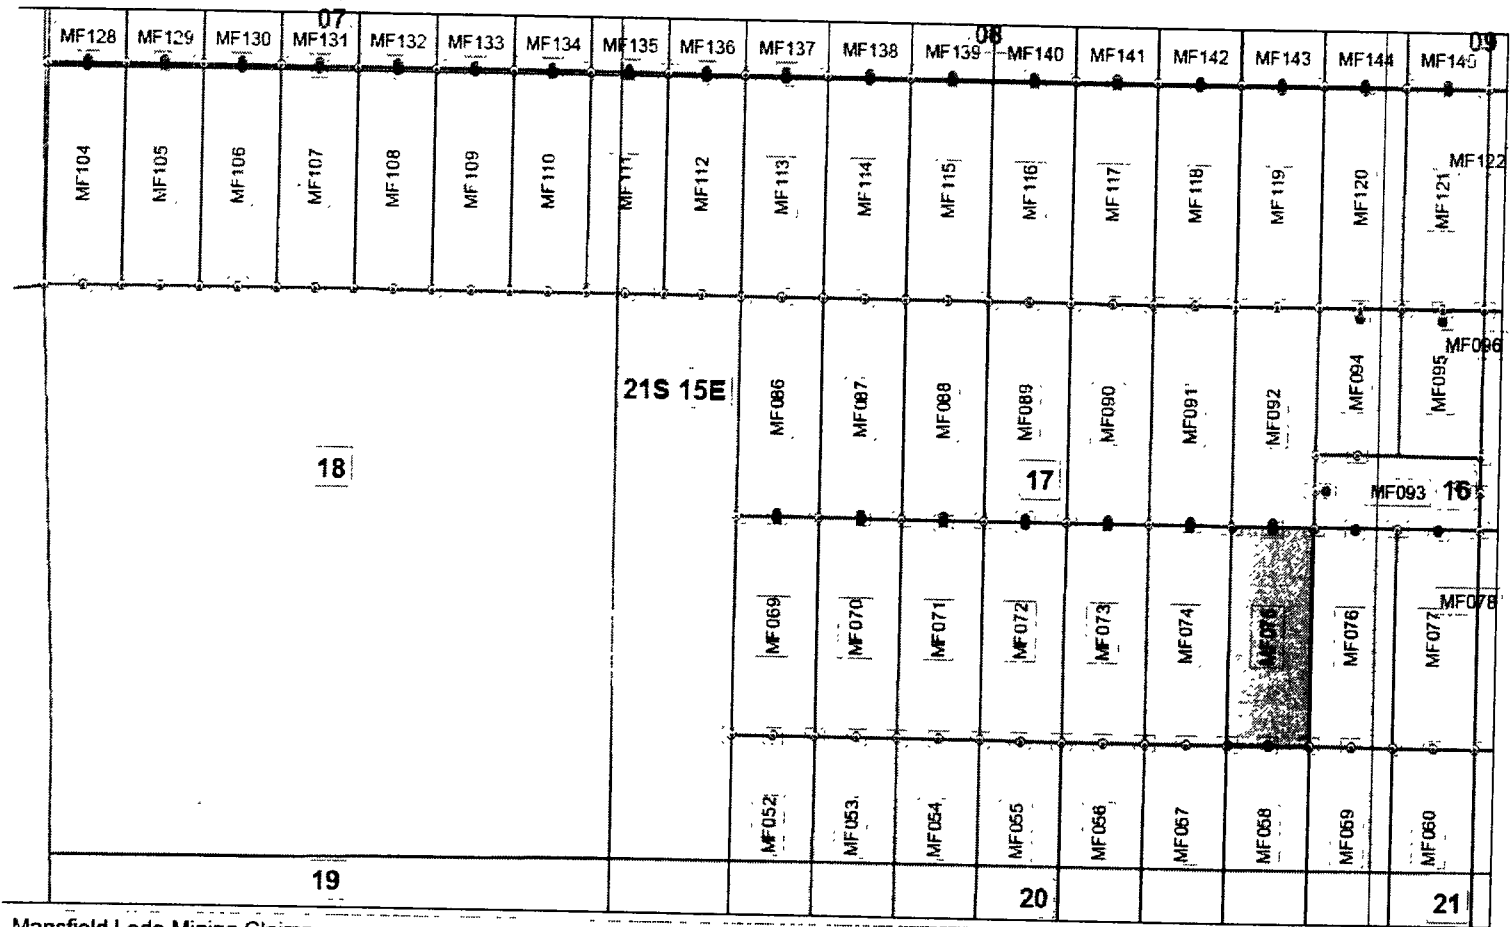 07 08 09
MF128 MF129 MF130 MF131 MF132 MF133 MF134 MF135 MF136 MF137 MF138 MF139 MF140 MF141 MF142 MF143 MF144 MF145
MF104 MF105 MF106 MF107 MF108 MF109 MF110 MF111 MF112 MF113 MF114 MF115 MF116 MF117 MF118 MF119 MF120 MF121 MF122
21S 15E MF086 MF087 MF088 MF089 MF090 MF091 MF092 MF094 MF095 MF096
18 17 MF093 16
MF069 MF070 MF071 MF072 MF073 MF074 MF075 MF076 MF077 MF078
MF052 MF053 MF054 MF055 MF056 MF057 MF058 MF059 MF060
19 20 21
Mansfield Lode Mining Claims